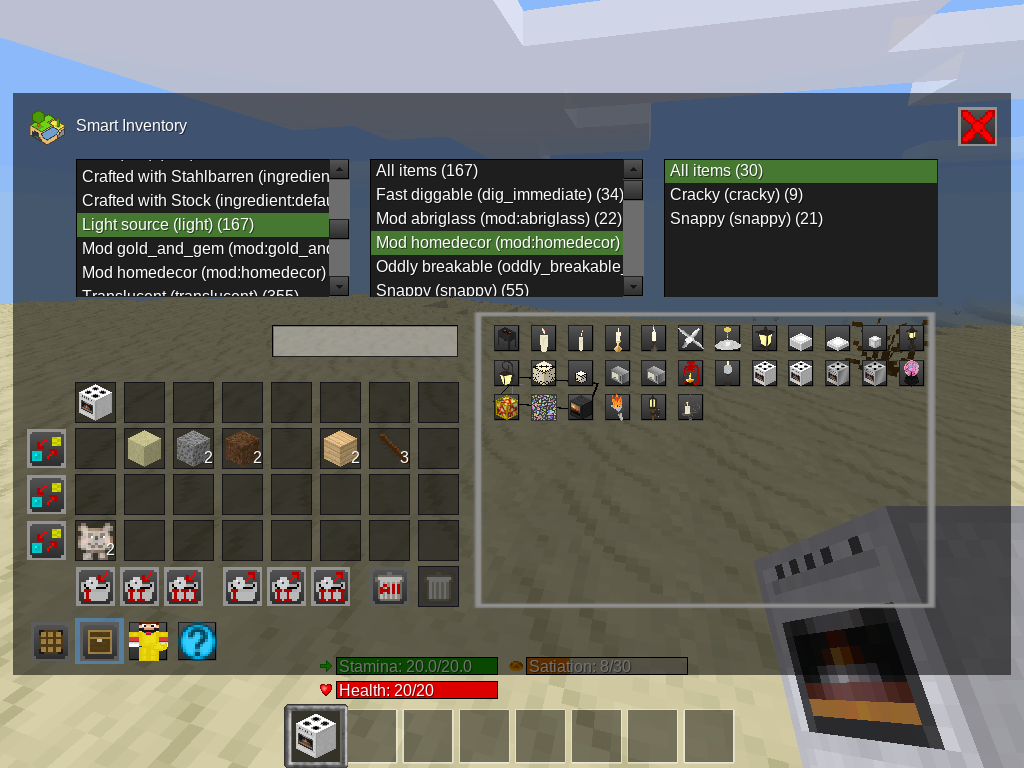 Smart Inventory
Crafted with Stahlbarren (ingredien
Crafted with Stock (ingredient:defau
Light source (light) (167)
Mod gold_and_gem (mod:gold_and
Mod homedecor (mod:homedecor)
Translucent (translucent) (355)
All items (167)
Fast diggable (dig_immediate) (34)
Mod abriglass (mod:abriglass) (22)
Mod homedecor (mod:homedecor)
Oddly breakable (oddly_breakable_
Snappy (snappy) (55)
All items (30)
Cracky (cracky) (9)
Snappy (snappy) (21)
2
2
2
3
2
All
?
Stamina: 20.0/20.0
Satiation: 8/30
Health: 20/20